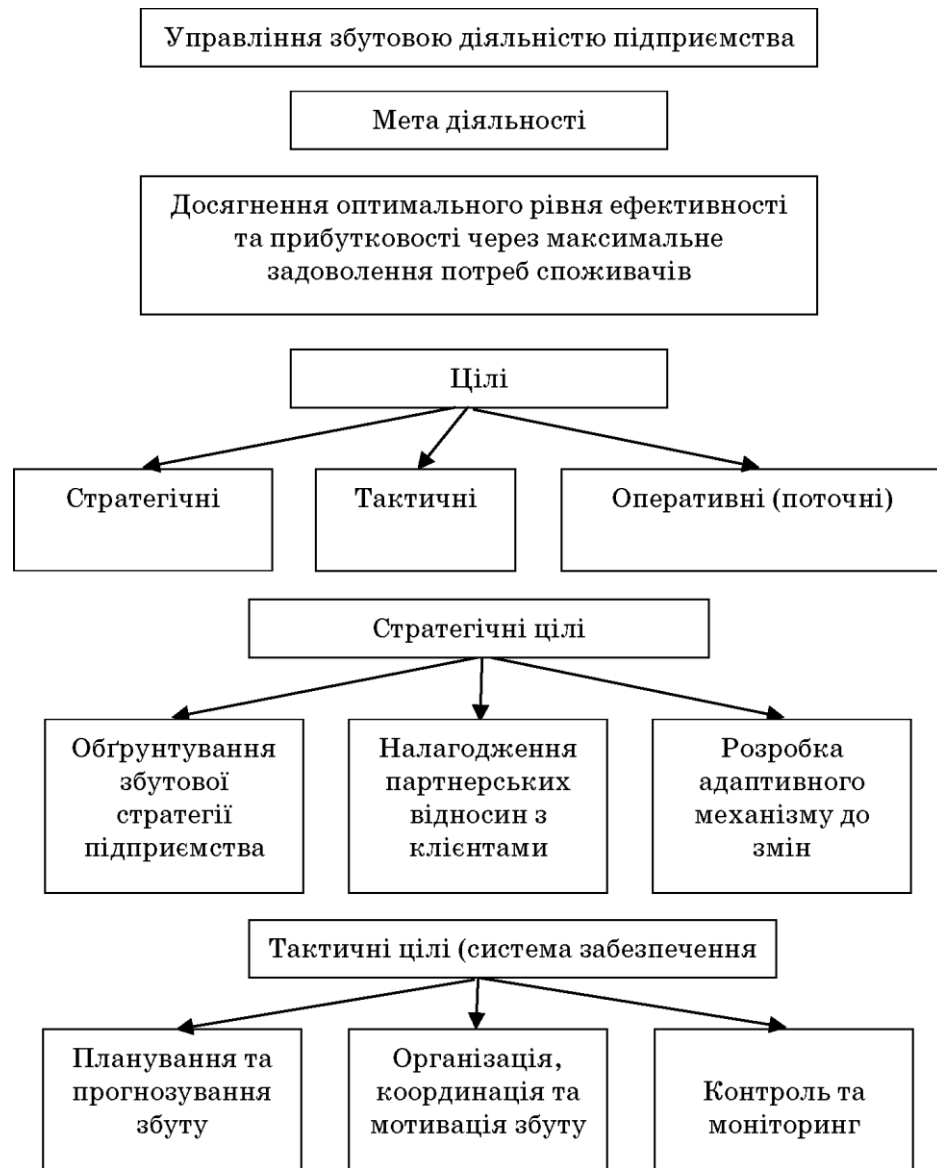 Управління збутовою діяльністю підприємства
Мета діяльності
Досягнення оптимального рівня ефективності
та прибутковості через максимальне
задоволення потреб споживачів
Цілі
Стратегічні
Тактичні
Оперативні (поточні)
Стратегічні цілі
Обґрунтування
збутової
стратегії
підприємства
Налагодження
партнерських
відносин з
клієнтами
Розробка
адаптивного
механізму до
змін
Тактичні цілі (система забезпечення
Планування та
прогнозування
збуту
Організація,
координація та
мотивація збуту
Контроль та
моніторинг